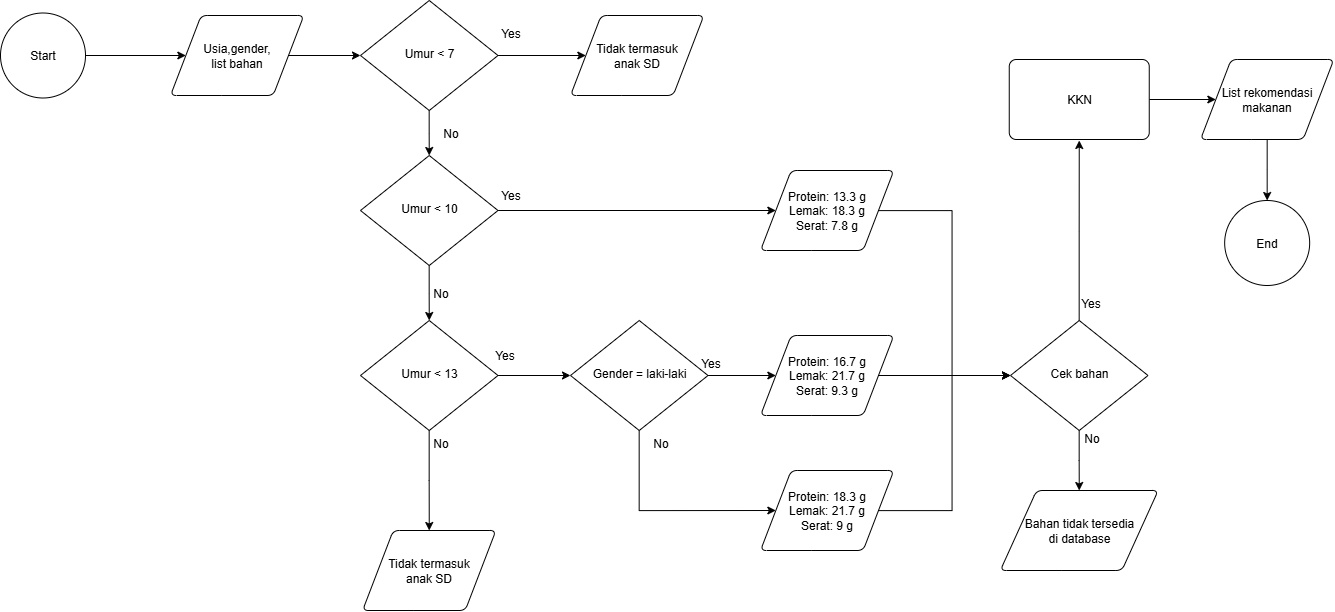 Start
Usia,gender,
list bahan
Umur < 7
Yes
Tidak termasuk
anak SD
No
Umur < 10
Yes
Protein: 13.3 g
Lemak: 18.3 g
Serat: 7.8 g
No
Umur < 13
Yes
Gender = laki-laki
Yes
Protein: 16.7 g
Lemak: 21.7 g
Serat: 9.3 g
No
Protein: 18.3 g
Lemak: 21.7 g
Serat: 9 g
No
Tidak termasuk
anak SD
Cek bahan
Yes
KKN
List rekomendasi
makanan
End
No
Bahan tidak tersedia
di database